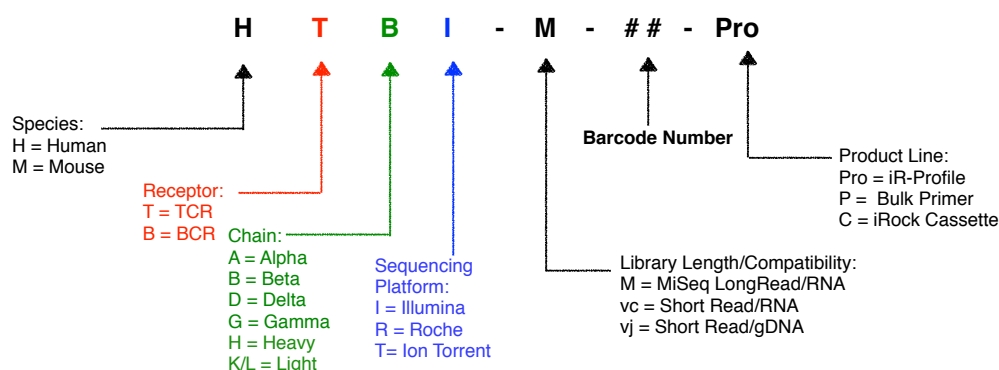 H T B I - M - ## - Pro
Species:
H = Human
M = Mouse
Receptor:
T = TCR
B = BCR
Chain:
A = Alpha
B = Beta
D = Delta
G = Gamma
H = Heavy
K/L = Light
Sequencing
Platform:
I = Illumina
R = Roche
T= Ion Torrent
Barcode Number
Library Length/Compatibility:
M = MiSeq LongRead/RNA
vc = Short Read/RNA
vj = Short Read/gDNA
Product Line:
Pro = iR-Profile
P = Bulk Primer
C = iRock Cassette